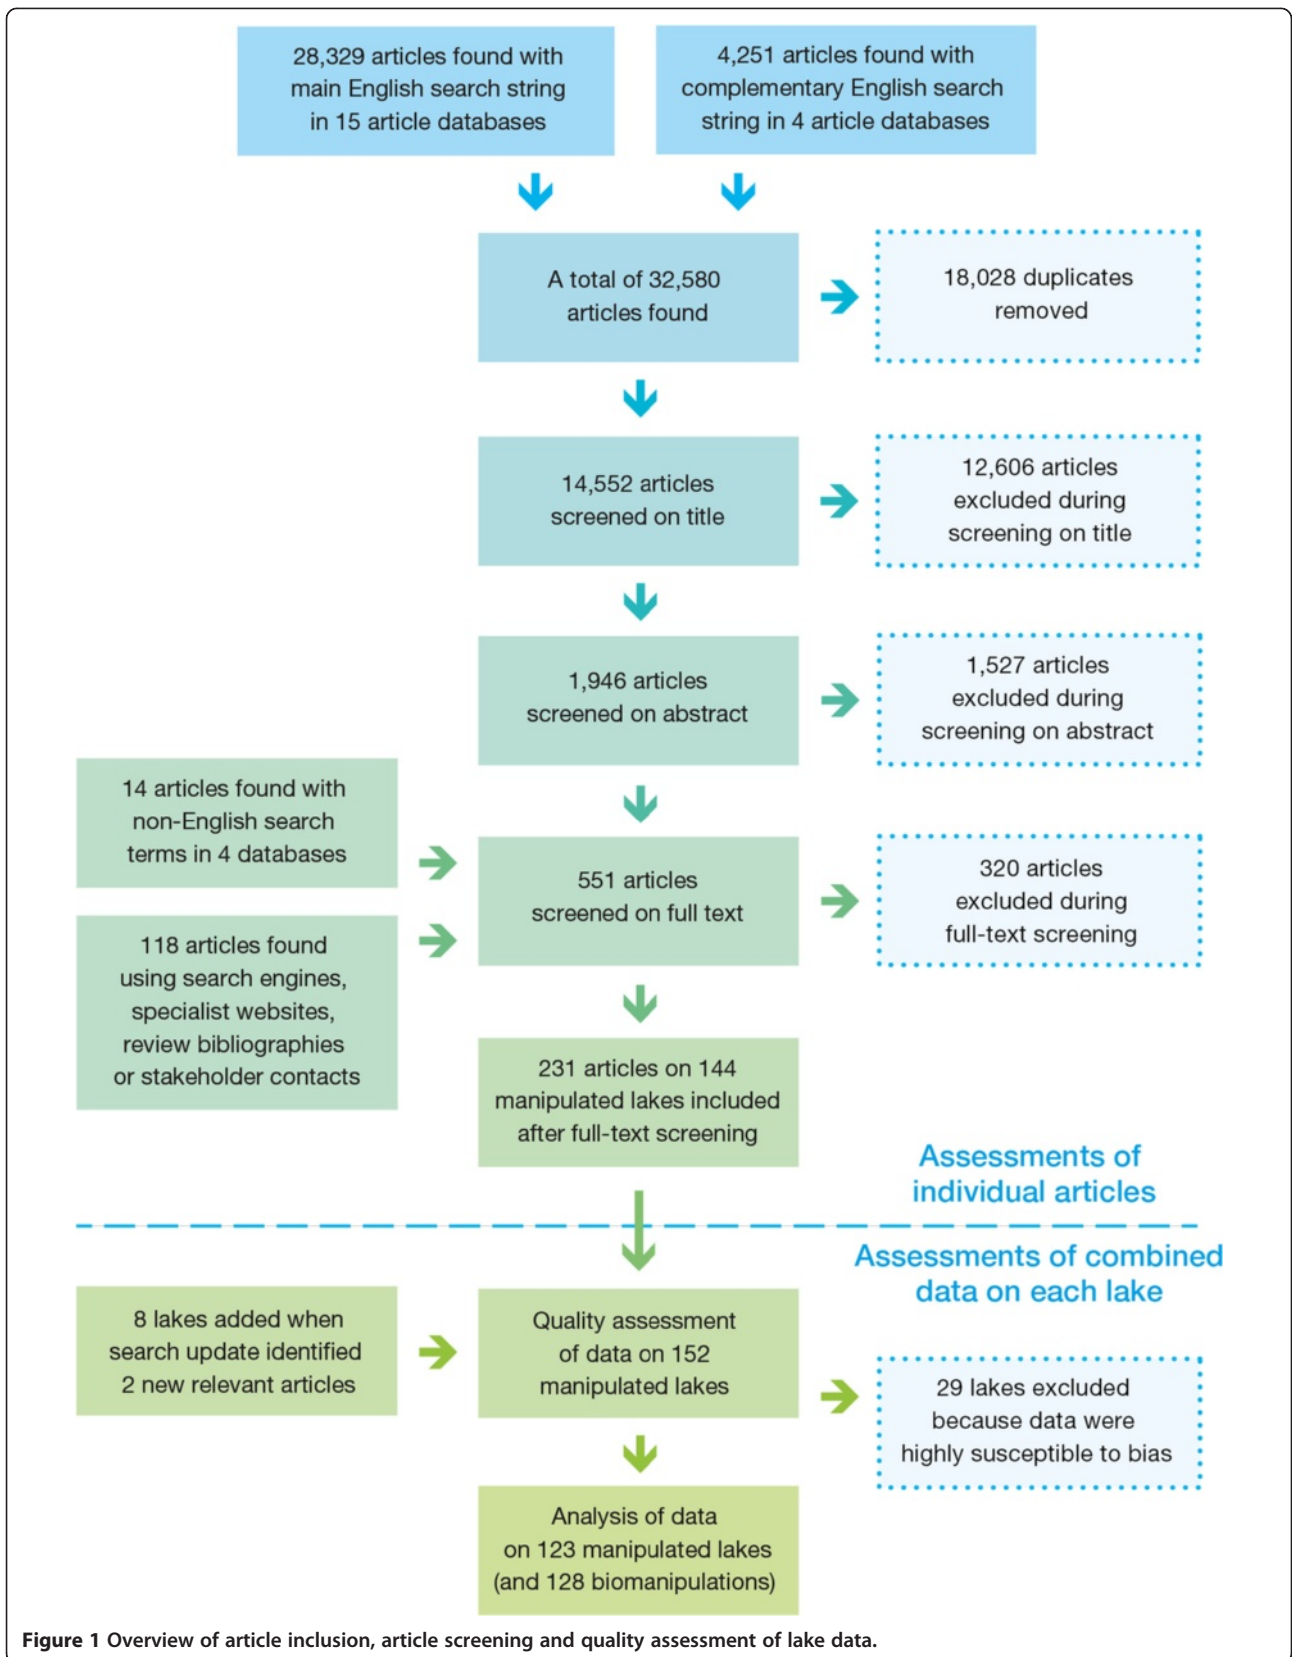 28,329 articles found with
main English search string
in 15 article databases
4,251 articles found with
complementary English search
string in 4 article databases
A total of 32,580
articles found
18,028 duplicates
removed
14,552 articles
screened on title
12,606 articles
excluded during
screening on title
1,946 articles
screened on abstract
1,527 articles
excluded during
screening on abstract
14 articles found with
non-English search
terms in 4 databases
118 articles found
using search engines,
specialist websites,
review bibliographies
or stakeholder contacts
551 articles
screened on full text
320 articles
excluded during
full-text screening
231 articles on 144
manipulated lakes included
after full-text screening
Assessments of
individual articles
Assessments of combined
data on each lake
8 lakes added when
search update identified
2 new relevant articles
Quality assessment
of data on 152
manipulated lakes
29 lakes excluded
because data were
highly susceptible to bias
Analysis of data
on 123 manipulated lakes
(and 128 biomanipulations)
Figure 1 Overview of article inclusion, article screening and quality assessment of lake data.